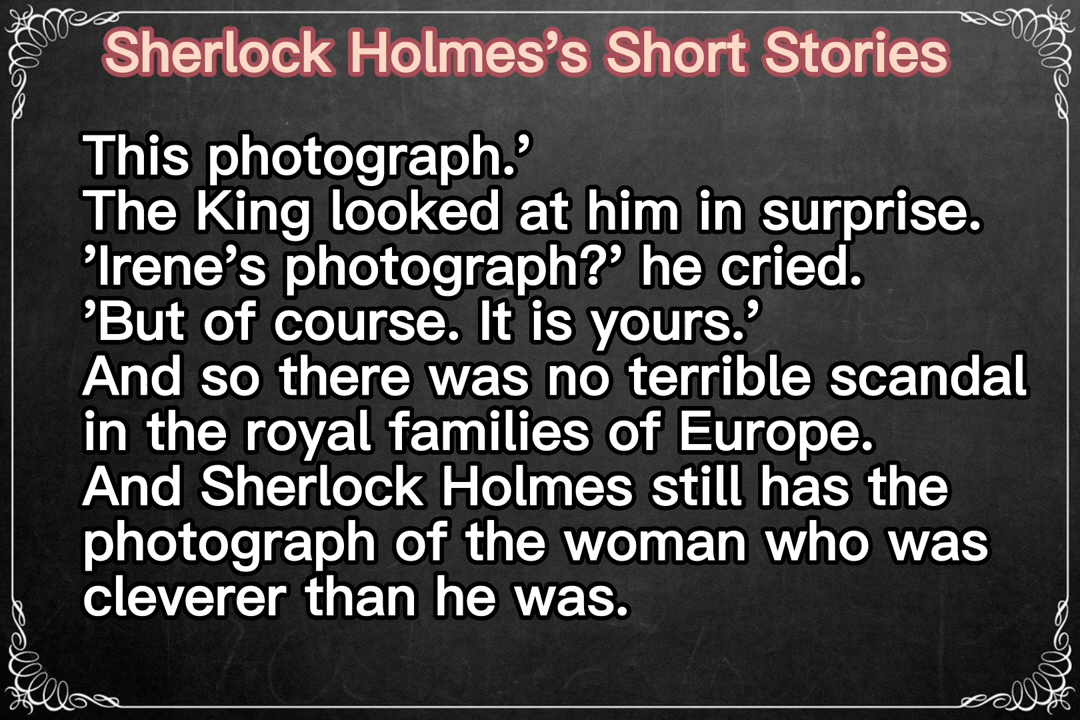 Sherlock Holmes’s Short Stories
This photograph.’
The King looked at him in surprise.
’Irene’s photograph?’ he cried.
’But of course. It is yours.’
And so there was no terrible scandal
in the royal families of Europe.
And Sherlock Holmes still has the
photograph of the woman who was
cleverer than he was.